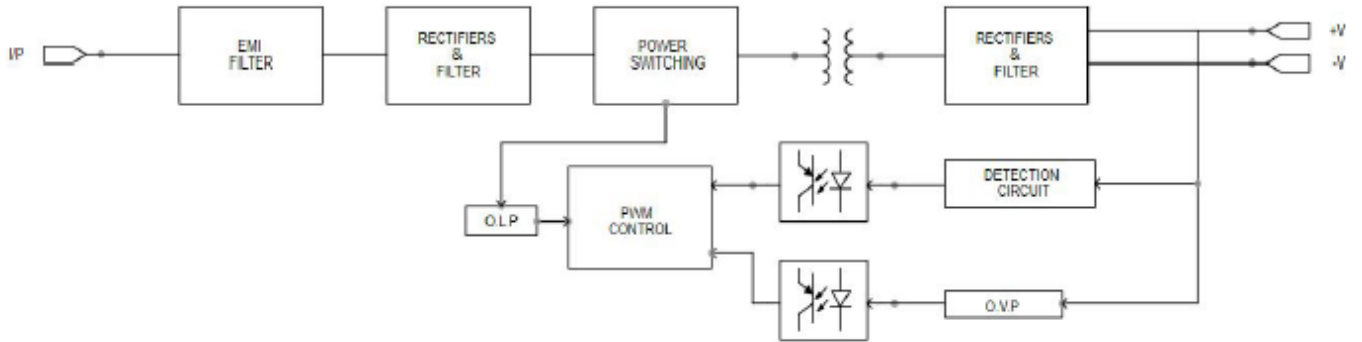 I/P
EMI
FILTER
RECTIFIERS
&
FILTER
POWER
SWITCHING
RECTIFIERS
&
FILTER
+V
-V
O.L.P
PWM
CONTROL
DETECTION
CIRCUIT
O.V.P